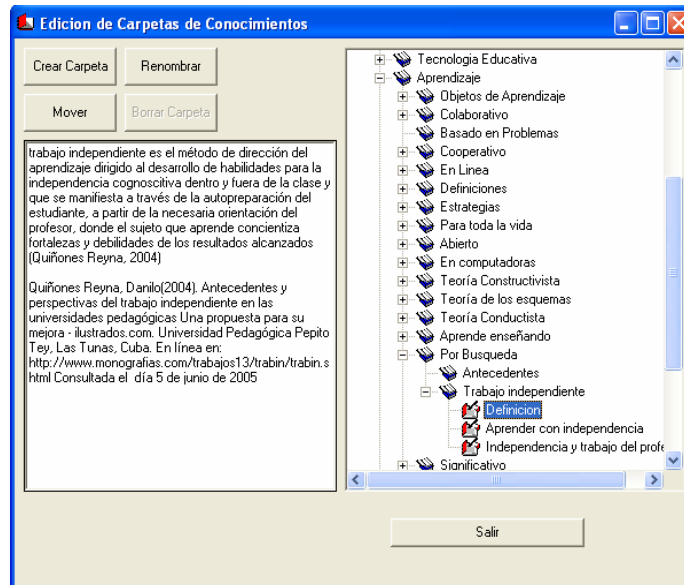 Edicion de Carpetas de Conocimientos
Crear Carpeta
Renombrar
Mover
Borrar Carpeta
trabajo independiente es el método de dirección del
aprendizaje dirigido al desarrollo de habilidades para la
independencia cognoscitiva dentro y fuera de la clase y
que se manifiesta a través de la autopreparación del
estudiante, a partir de la necesaria orientación del
profesor, donde el sujeto que aprende concientiza
fortalezas y debilidades de los resultados alcanzados
(Quiñones Reyna, 2004)
Quiñones Reyna, Danilo(2004). Antecedentes y
perspectivas del trabajo independiente en las
universidades pedagógicas Una propuesta para su
mejora - ilustrados.com. Universidad Pedagógica Pepito
Tey, Las Tunas, Cuba. En línea en:
http://www.monografias.com/trabajos13/trabin/trabin.s
html Consultada el  día 5 de junio de 2005
Tecnologia Educativa
Aprendizaje
Objetos de Aprendizaje
Colaborativo
Basado en Problemas
Cooperativo
En Linea
Definiciones
Estrategias
Para toda la vida
Abierto
En computadoras
Teoría Constructivista
Teoría de los esquemas
Teoría Conductista
Aprende enseñando
Por Busqueda
Antecedentes
Trabajo independiente
Definicion
Aprender con independencia
Independencia y trabajo del profe
Significativo
Salir